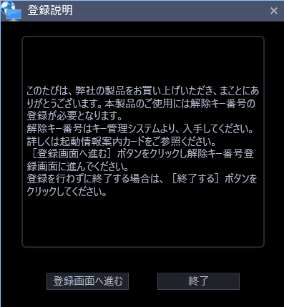 登録説明
このたびは、弊社の製品をお買い上げいただき、まことにあ
りがとうございます。本製品のご使用には解除キー番号の
登録が必要となります。
解除キー番号はキー管理システムより、入手してください。
詳しくは起動情報案内カードをご参照ください。
［登録画面へ進む］ボタンをクリックし解除キー番号登
録画面に進んでください。
登録を行わずに終了する場合は、［終了する］ボタンを
クリックしてください。
登録画面へ進む
終了